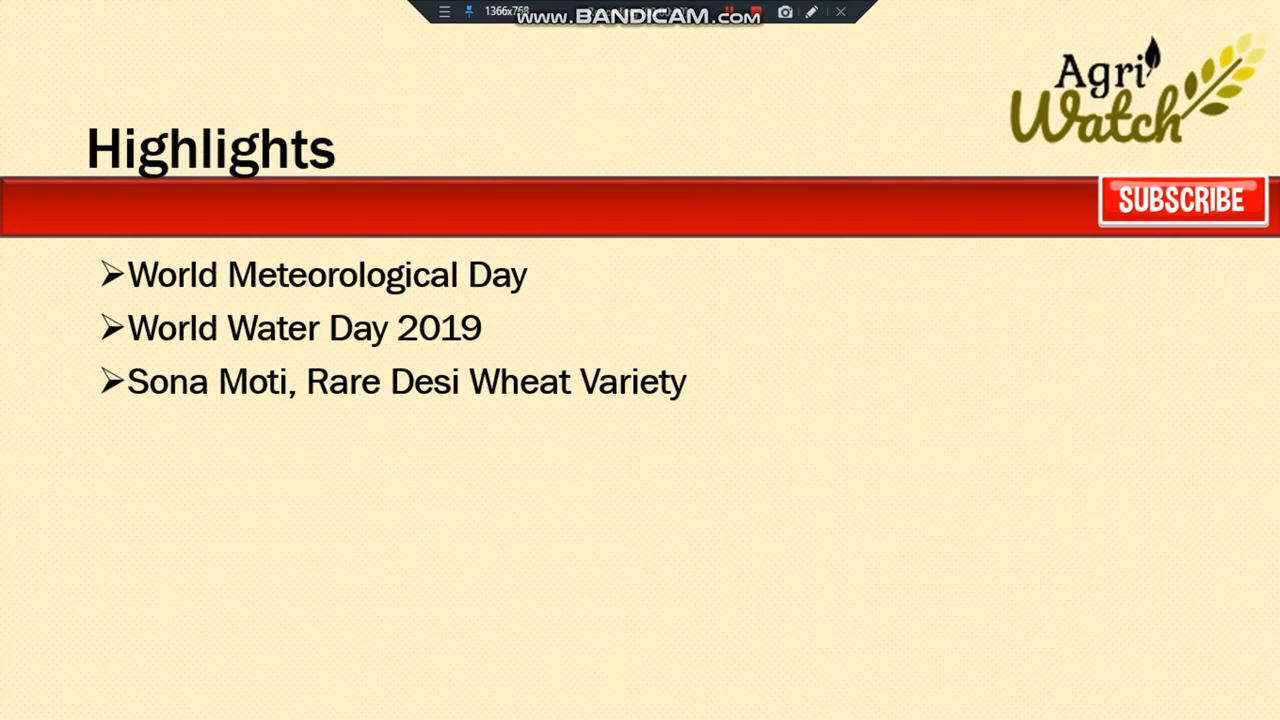 1366x768
www.BANDICAM.com
Agri
Watch
Highlights
SUBSCRIBE
➢World Meteorological Day
➢World Water Day 2019
➢Sona Moti, Rare Desi Wheat Variety